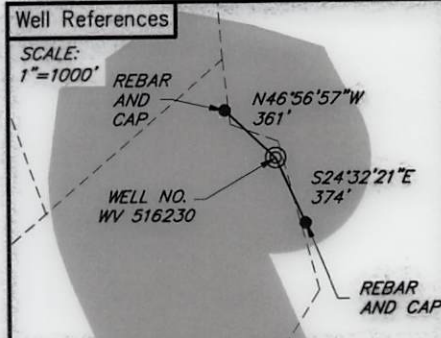 Well References
SCALE:
1"=1000'
REBAR
AND
CAP
N46°56'57"W
361'
WELL NO.
WV 516230
S24°32'21"E
374'
REBAR
AND CAP